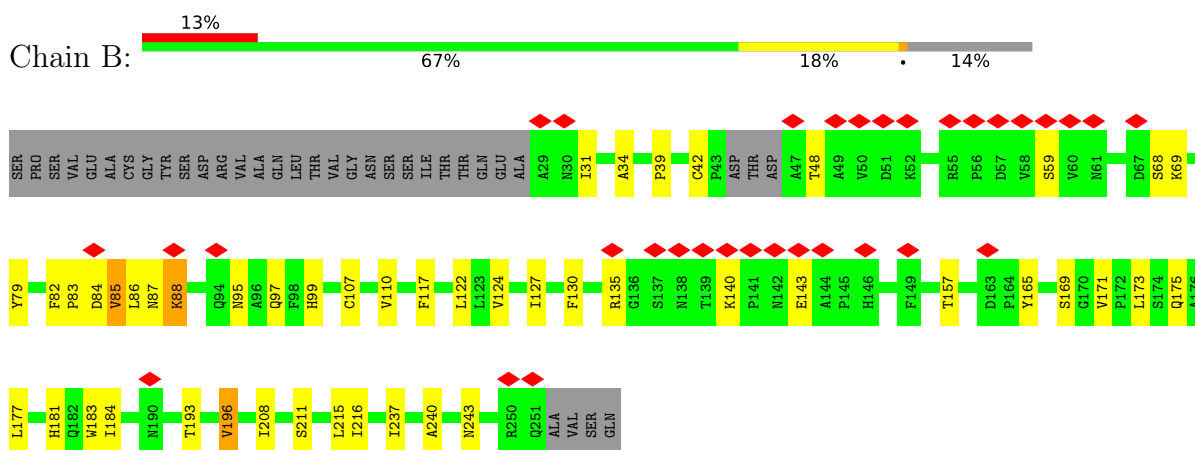 13%
Chain B:
67% 18% • 14%
SER PRO SER VAL GLU ALA CYS GLY TYR SER ASP ARG VAL ALA GLN LEU THR VAL GLY ASN SER SER ILE THR THR GLN GLU ALA A29 N30 I31 A34 P39 C42 P43 ASP THR ASP A47 T48 A49 V50 D51 K52 R55 P56 D57 V58 S59 V60 N61 D67 S68 K69
Y79 F82 P83 D84 V85 L86 N87 K88 Q94 N95 A96 Q97 F98 H99 C107 V110 F117 L122 L123 V124 I127 F130 R135 G136 S137 N138 T139 K140 P141 N142 E143 A144 P145 H146 F149 T157 D163 P164 Y165 S169 G170 V171 P172 L173 S174 Q175 A176
L177 H181 Q182 W183 I184 N190 T193 V196 I208 S211 L215 I216 I237 A240 N243 R250 Q251 ALA VAL SER GLN